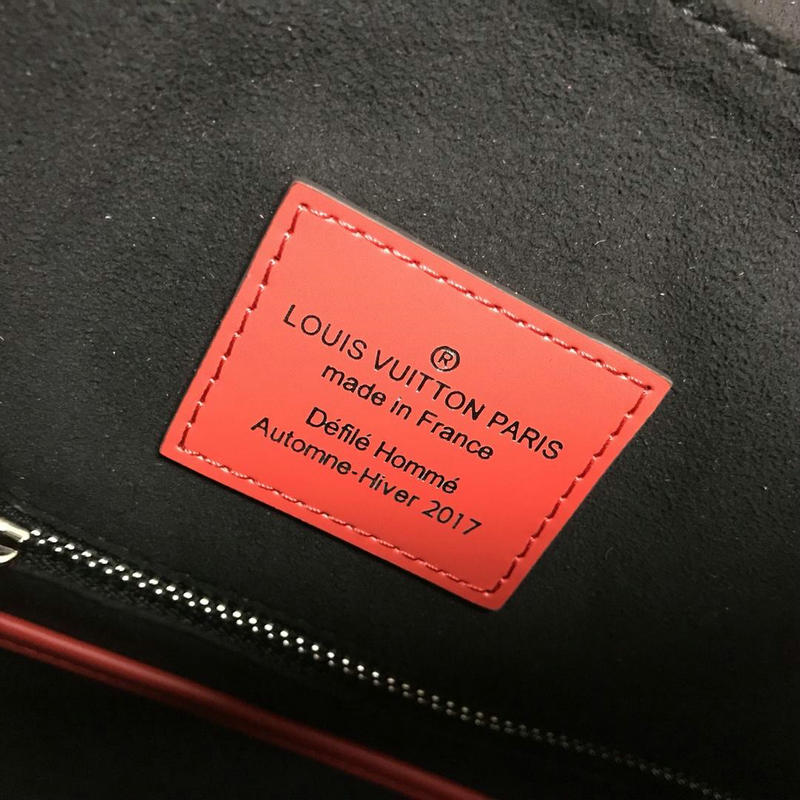 ®
LOUIS VUITTON PARIS
made in France
Défilé Hommé
Automne-Hiver 2017